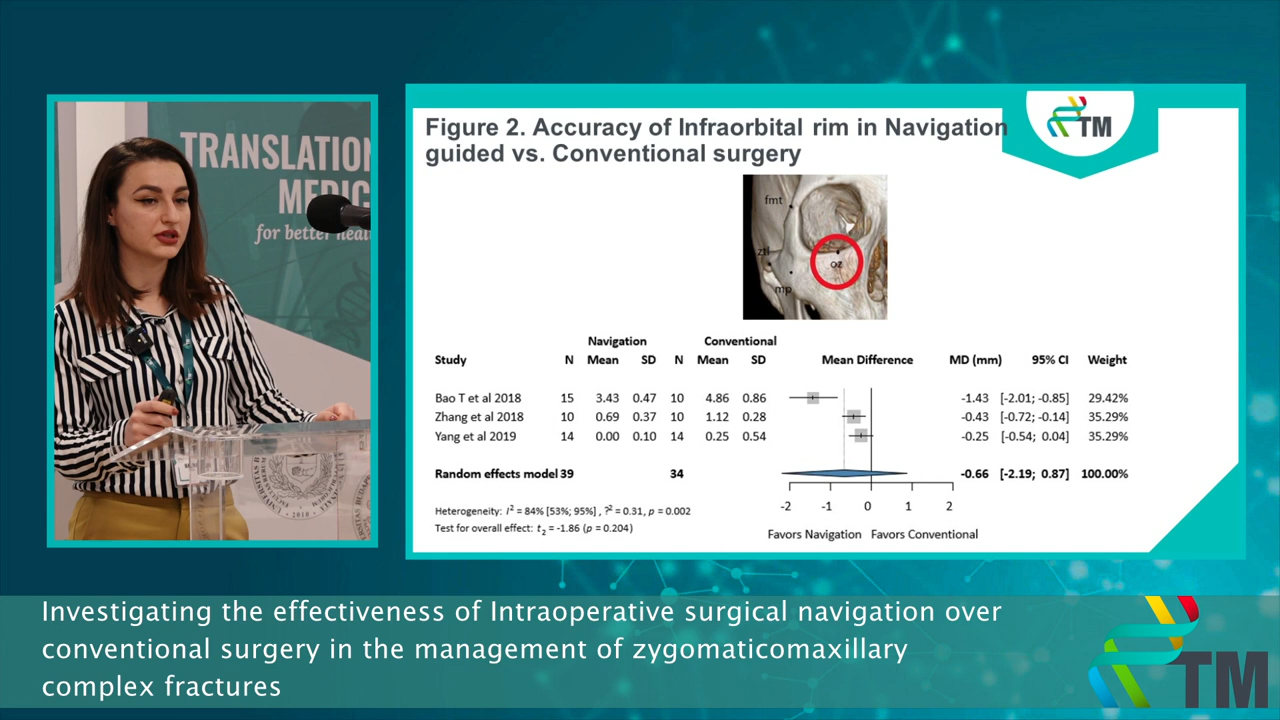 TRANSLATION
MEDIC
for better heal
Figure 2. Accuracy of Infraorbital rim in Navigation
guided vs. Conventional surgery
TM
fmt
ztl
oz
mp
Navigation Conventional
Study N Mean SD N Mean SD Mean Difference MD (mm) 95% CI Weight
Bao T et al 2018 15 3.43 0.47 10 4.86 0.86 -1.43 [-2.01; -0.85] 29.42%
Zhang et al 2018 10 0.69 0.37 10 1.12 0.28 -0.43 [-0.72; -0.14] 35.29%
Yang et al 2019 14 0.00 0.10 14 0.25 0.54 -0.25 [-0.54; 0.04] 35.29%
Random effects model 39 34 -0.66 [-2.19; 0.87] 100.00%
-2 -1 0 1 2
Heterogeneity: I² = 84% [53%; 95%] , ?² = 0.31, p = 0.002
Test for overall effect: t₂ = -1.86 (p = 0.204)
Favors Navigation Favors Conventional
Investigating the effectiveness of Intraoperative surgical navigation over
conventional surgery in the management of zygomaticomaxillary
complex fractures
TM